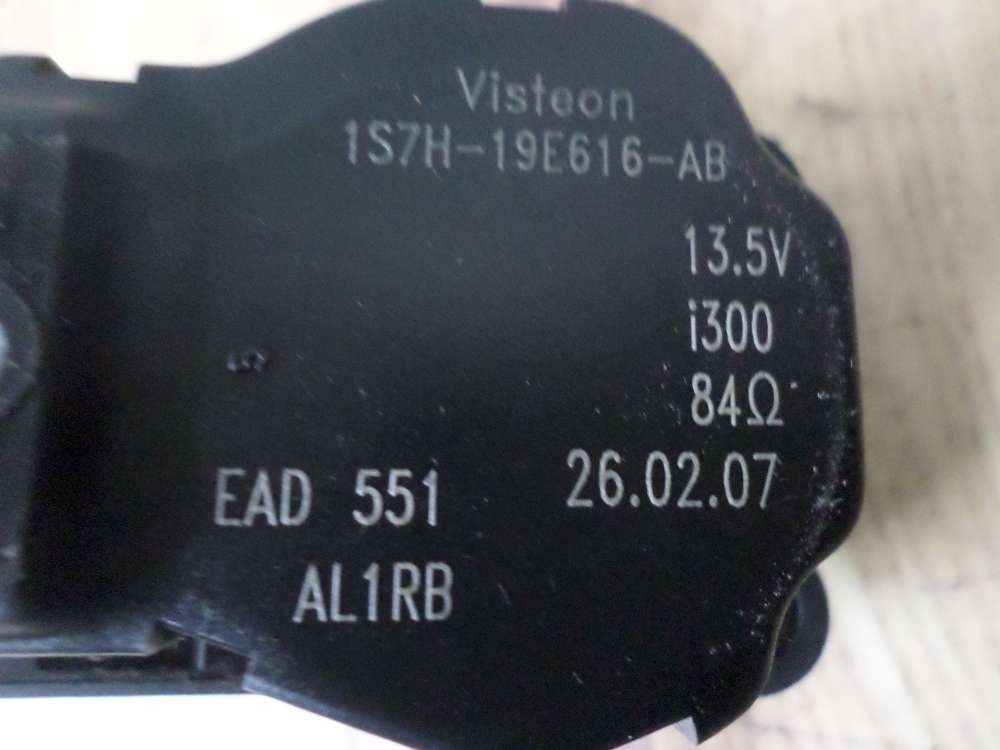 Visteon
1S7H-19E616-AB
13.5V
i300
84Ω
EAD 551 26.02.07
AL1RB